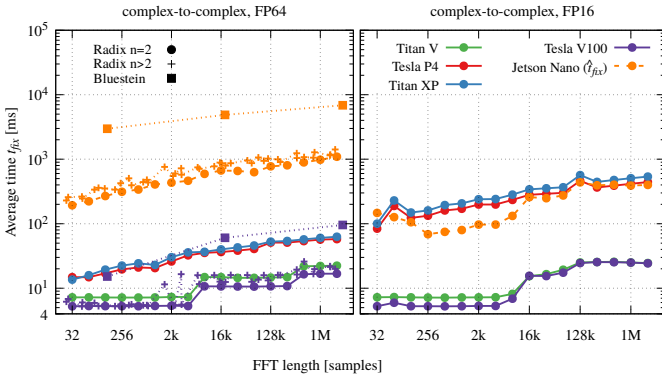 complex-to-complex, FP64
complex-to-complex, FP16
10^5
10^4
10^3
10^2
10^1
4
Average time t_fix [ms]
Radix n=2
Radix n>2
Bluestein
Titan V
Tesla P4
Titan XP
Tesla V100
Jetson Nano (t̂_fix)
32 256 2k 16k 128k 1M
32 256 2k 16k 128k 1M
FFT length [samples]